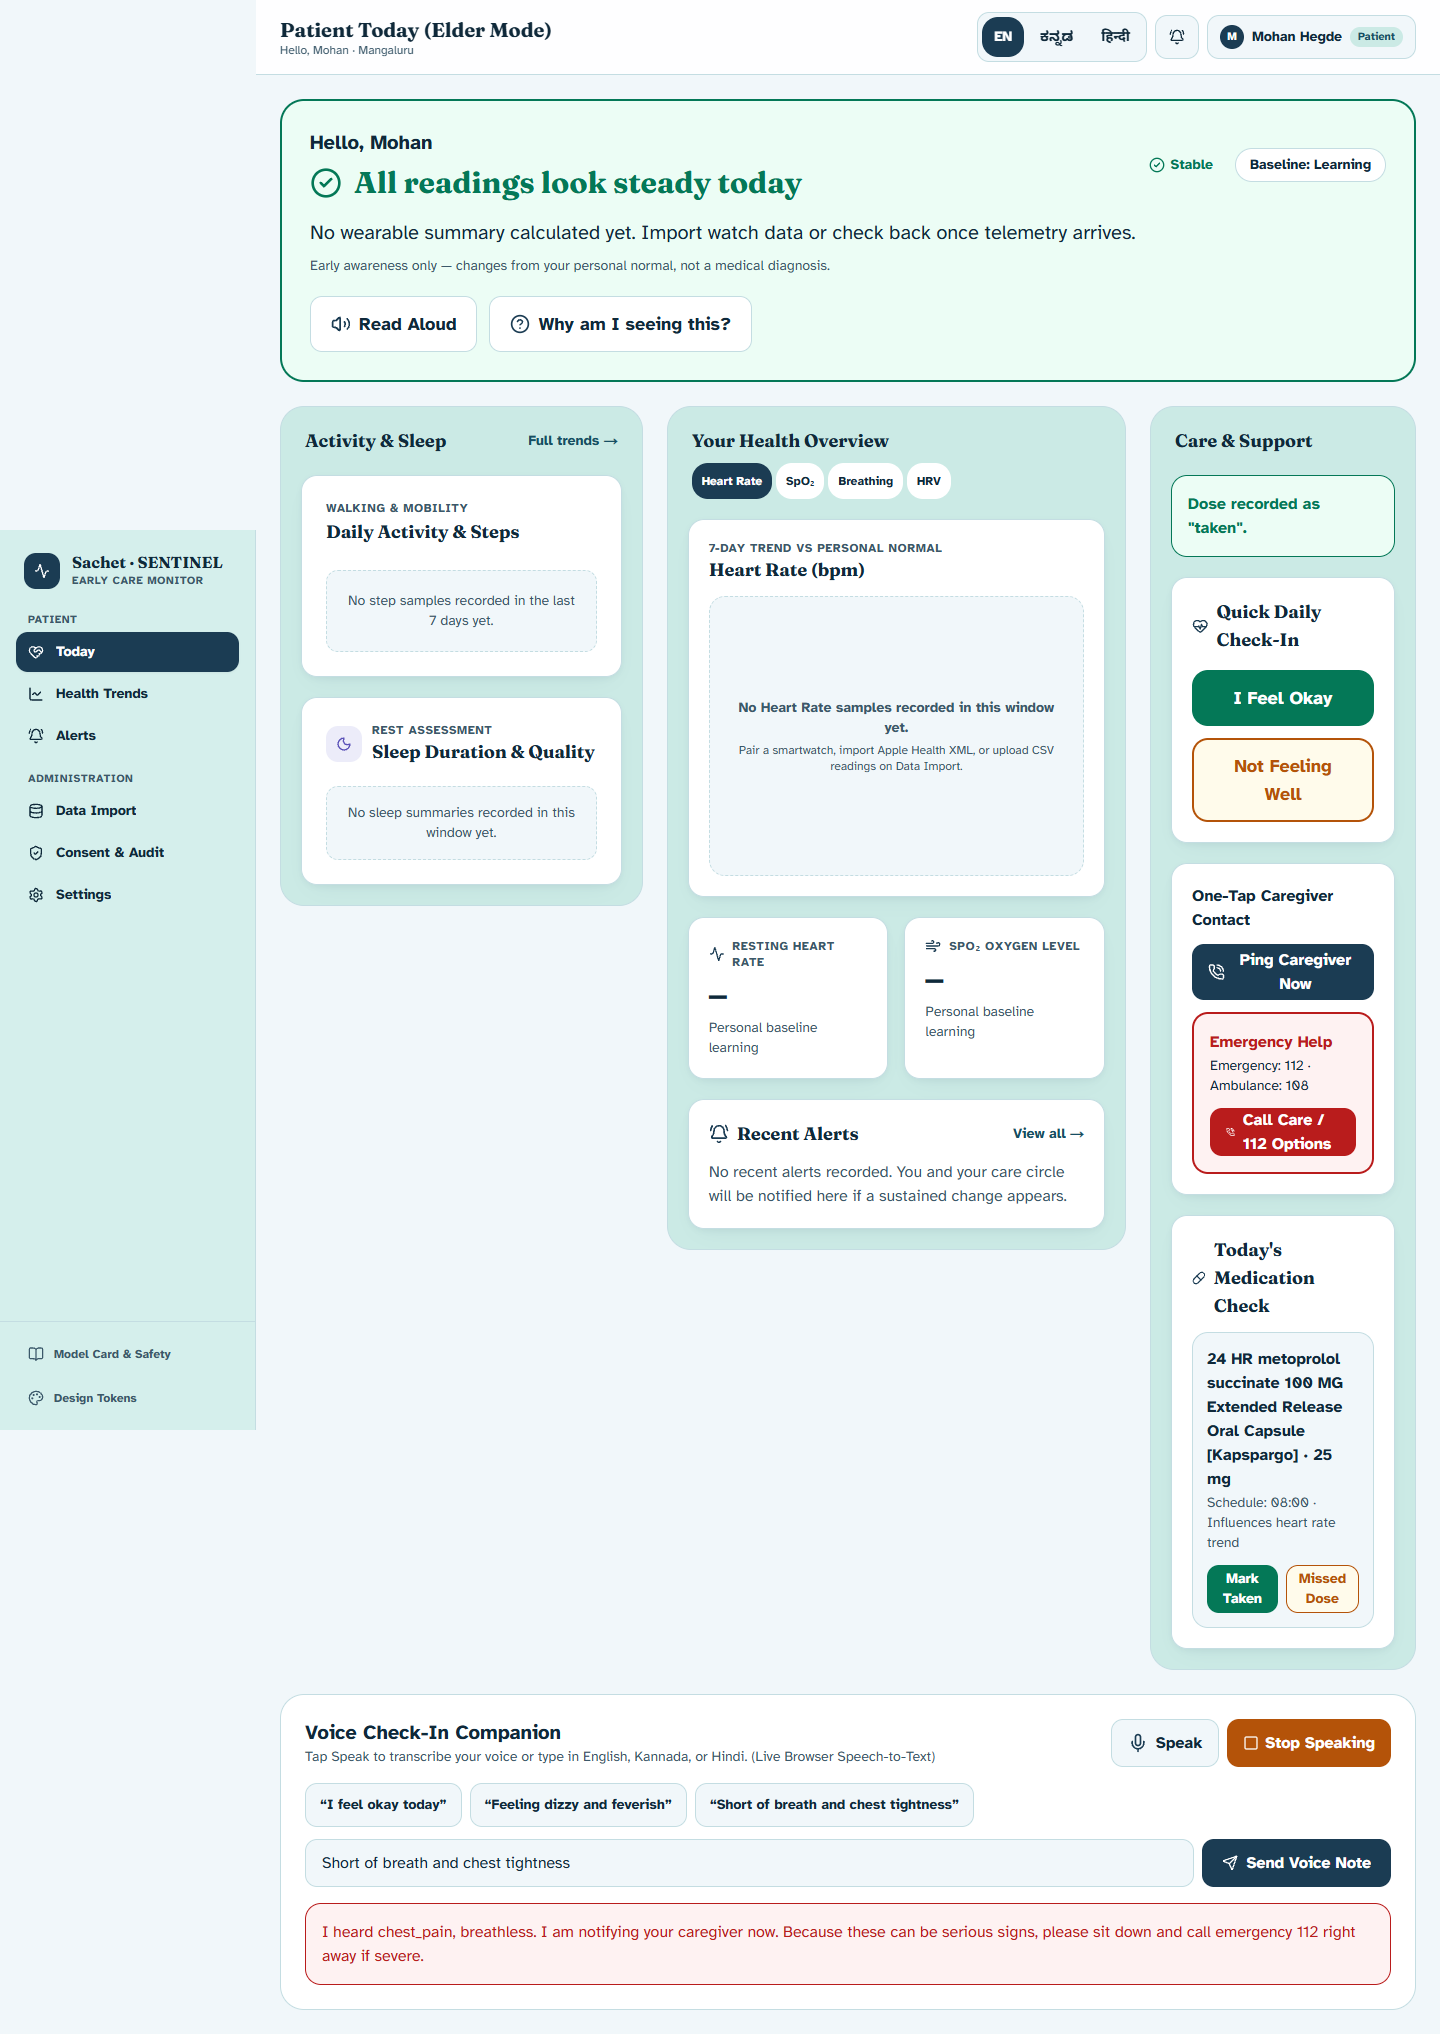 Patient Today (Elder Mode)
Hello, Mohan · Mangaluru
EN
ಕನ್ನಡ
हिन्दी
M
Mohan Hegde
Patient
Hello, Mohan
All readings look steady today
Stable
Baseline: Learning
No wearable summary calculated yet. Import watch data or check back once telemetry arrives.
Early awareness only — changes from your personal normal, not a medical diagnosis.
Read Aloud
Why am I seeing this?
Sachet · SENTINEL
EARLY CARE MONITOR
PATIENT
Today
Health Trends
Alerts
ADMINISTRATION
Data Import
Consent & Audit
Settings
Model Card & Safety
Design Tokens
Activity & Sleep
Full trends →
WALKING & MOBILITY
Daily Activity & Steps
No step samples recorded in the last
7 days yet.
REST ASSESSMENT
Sleep Duration & Quality
No sleep summaries recorded in this
window yet.
Your Health Overview
Heart Rate
SpO₂
Breathing
HRV
7-DAY TREND VS PERSONAL NORMAL
Heart Rate (bpm)
No Heart Rate samples recorded in this window
yet.
Pair a smartwatch, import Apple Health XML, or upload CSV
readings on Data Import.
RESTING HEART
RATE
—
Personal baseline
learning
SPO₂ OXYGEN LEVEL
—
Personal baseline
learning
Recent Alerts
View all →
No recent alerts recorded. You and your care circle
will be notified here if a sustained change appears.
Care & Support
Dose recorded as
"taken".
Quick Daily
Check-In
I Feel Okay
Not Feeling
Well
One-Tap Caregiver
Contact
Ping Caregiver
Now
Emergency Help
Emergency: 112 ·
Ambulance: 108
Call Care /
112 Options
Today's
Medication
Check
24 HR metoprolol
succinate 100 MG
Extended Release
Oral Capsule
[Kapspargo] · 25
mg
Schedule: 08:00 ·
Influences heart rate
trend
Mark
Taken
Missed
Dose
Voice Check-In Companion
Tap Speak to transcribe your voice or type in English, Kannada, or Hindi. (Live Browser Speech-to-Text)
Speak
Stop Speaking
“I feel okay today”
“Feeling dizzy and feverish”
“Short of breath and chest tightness”
Short of breath and chest tightness
Send Voice Note
I heard chest_pain, breathless. I am notifying your caregiver now. Because these can be serious signs, please sit down and call emergency 112 right
away if severe.